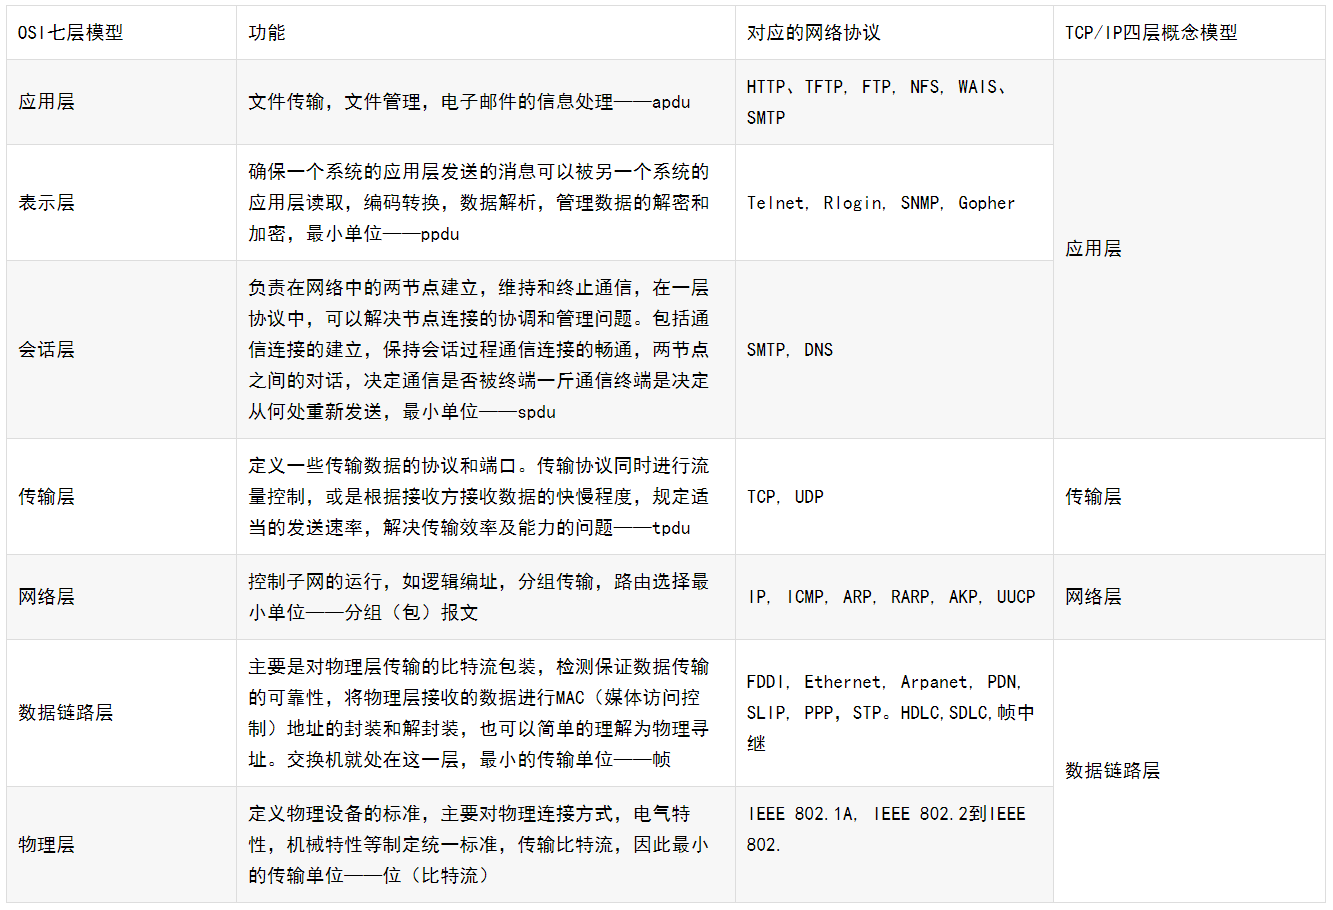 OSI七层模型
功能
对应的网络协议
TCP/IP四层概念模型
应用层
文件传输，文件管理，电子邮件的信息处理——apdu
HTTP、TFTP, FTP, NFS, WAIS、
SMTP
应用层
表示层
确保一个系统的应用层发送的消息可以被另一个系统的
应用层读取，编码转换，数据解析，管理数据的解密和
加密，最小单位——ppdu
Telnet, Rlogin, SNMP, Gopher
会话层
负责在网络中的两节点建立，维持和终止通信，在一层
协议中，可以解决节点连接的协调和管理问题。包括通
信连接的建立，保持会话过程通信连接的畅通，两节点
之间的对话，决定通信是否被终端一斤通信终端是决定
从何处重新发送，最小单位——spdu
SMTP, DNS
传输层
定义一些传输数据的协议和端口。传输协议同时进行流
量控制，或是根据接收方接收数据的快慢程度，规定适
当的发送速率，解决传输效率及能力的问题——tpdu
TCP, UDP
传输层
网络层
控制子网的运行，如逻辑编址，分组传输，路由选择最
小单位——分组（包）报文
IP, ICMP, ARP, RARP, AKP, UUCP
网络层
数据链路层
主要是对物理层传输的比特流包装，检测保证数据传输
的可靠性，将物理层接收的数据进行MAC（媒体访问控
制）地址的封装和解封装，也可以简单的理解为物理寻
址。交换机就处在这一层，最小的传输单位——帧
FDDI, Ethernet, Arpanet, PDN,
SLIP, PPP，STP。HDLC,SDLC,帧中
继
数据链路层
物理层
定义物理设备的标准，主要对物理连接方式，电气特
性，机械特性等制定统一标准，传输比特流，因此最小
的传输单位——位（比特流）
IEEE 802.1A, IEEE 802.2到IEEE
802.